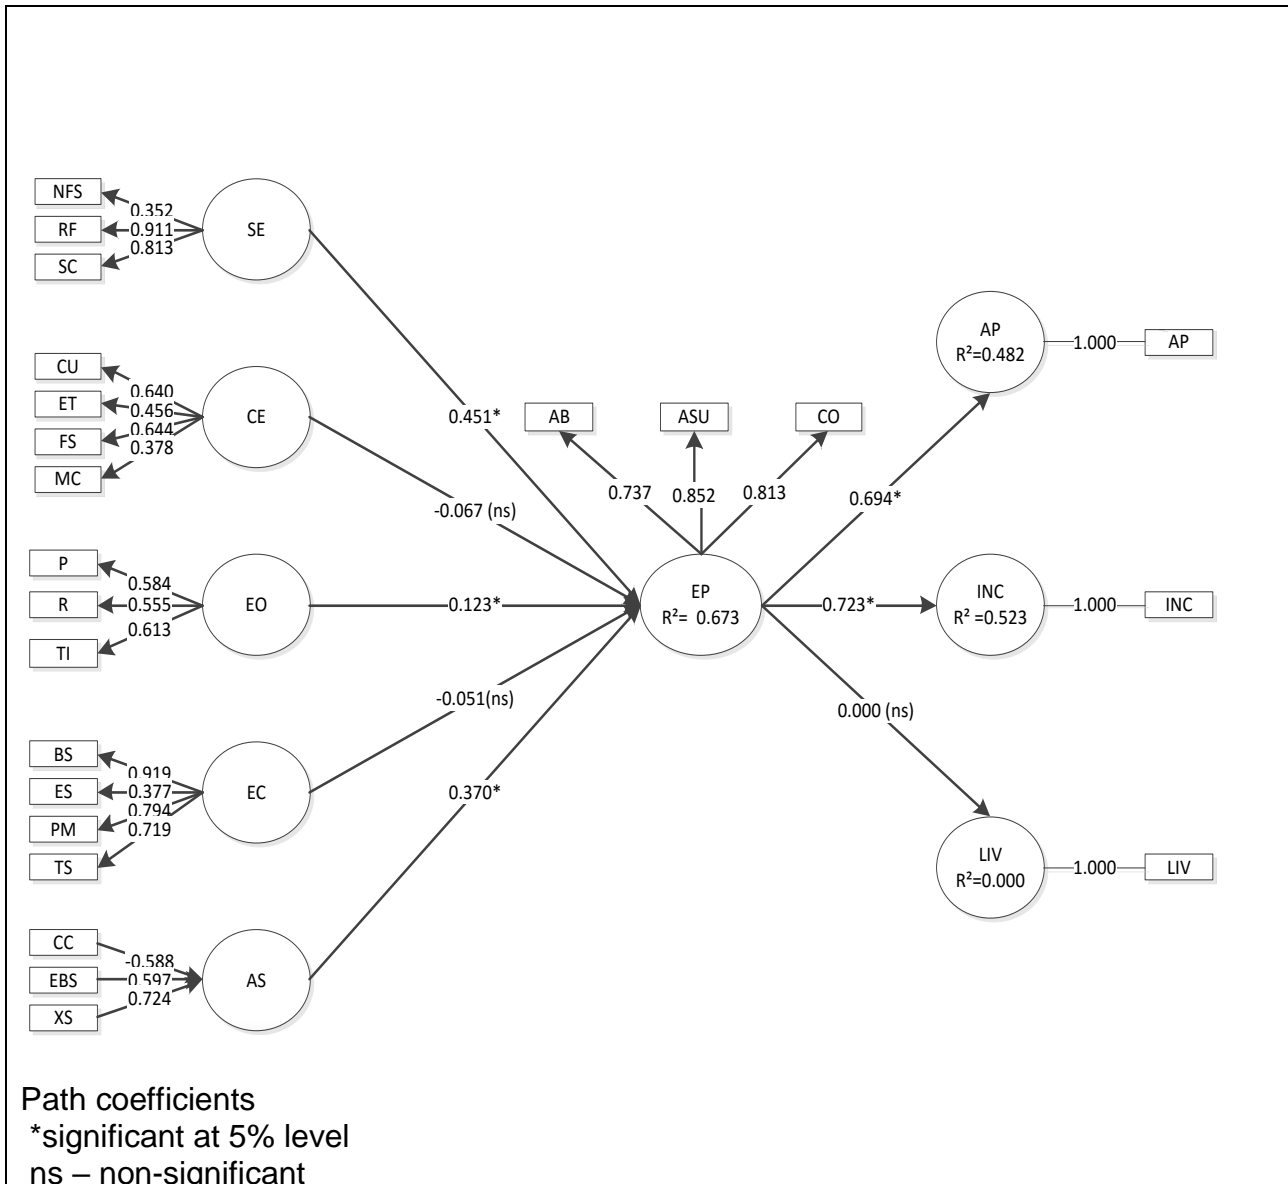 NFS
0.352
RF
0.911
SC
0.813
SE
CU
0.640
ET
0.456
FS
0.644
MC
0.378
CE
P
0.584
R
0.555
TI
0.613
EO
BS
0.919
ES
0.377
PM
0.794
TS
0.719
EC
CC
-0.588
EBS
0.597
XS
0.724
AS
0.451*
-0.067 (ns)
0.123*
-0.051(ns)
0.370*
AB
ASU
CO
0.737
0.852
0.813
EP
R²= 0.673
0.694*
0.723*
0.000 (ns)
AP
R²=0.482
1.000
AP
INC
R² =0.523
1.000
INC
LIV
R²=0.000
1.000
LIV
Path coefficients
*significant at 5% level
ns – non-significant